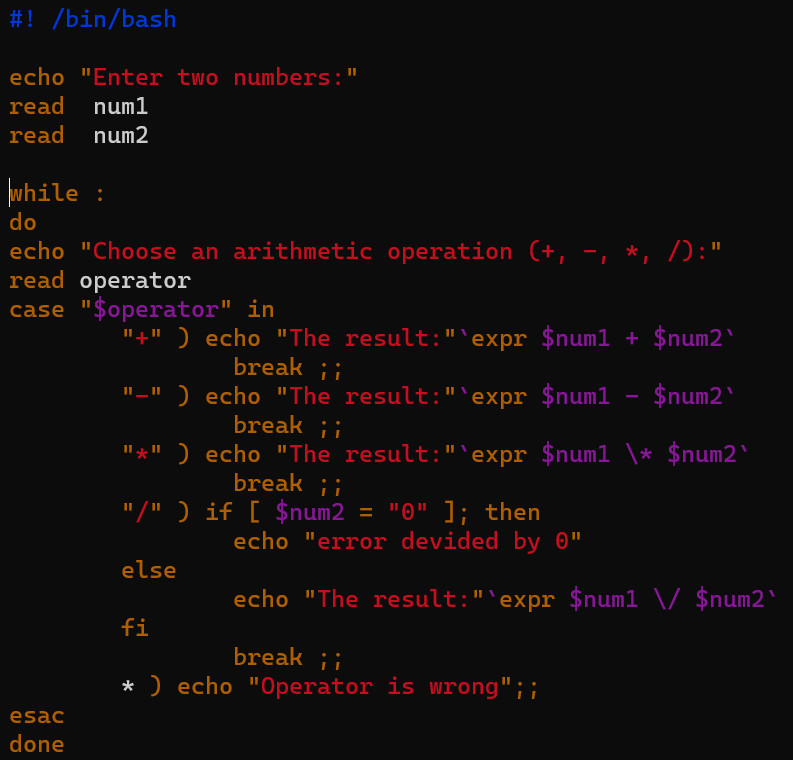 #! /bin/bash

echo "Enter two numbers:"
read  num1
read  num2

while :
do
echo "Choose an arithmetic operation (+, -, *, /):"
read operator
case "$operator" in
        "+" ) echo "The result:"`expr $num1 + $num2`
                break ;;
        "-" ) echo "The result:"`expr $num1 - $num2`
                break ;;
        "*" ) echo "The result:"`expr $num1 \* $num2`
                break ;;
        "/" ) if [ $num2 = "0" ]; then
                echo "error devided by 0"
        else
                echo "The result:"`expr $num1 \/ $num2`
        fi
                break ;;
        * ) echo "Operator is wrong";;
esac
done